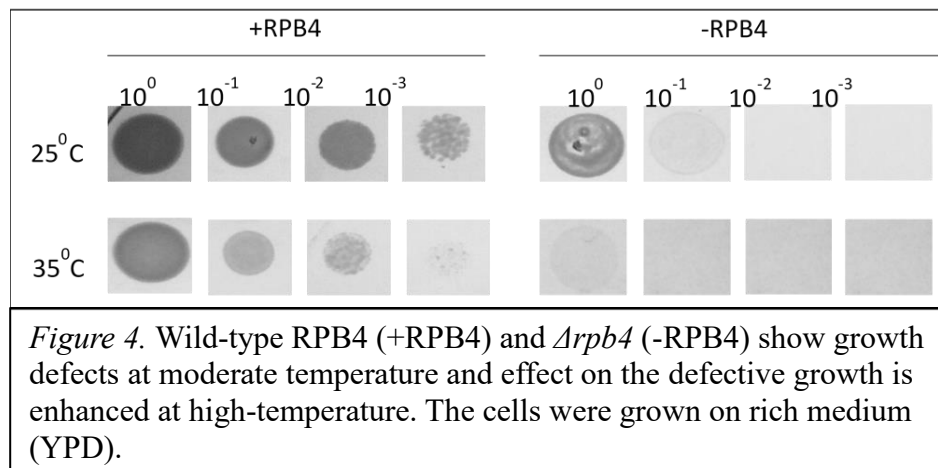 +RPB4 -RPB4
10⁰ 10⁻¹ 10⁻² 10⁻³ 10⁰ 10⁻¹ 10⁻² 10⁻³
25⁰C
35⁰C
Figure 4. Wild-type RPB4 (+RPB4) and Δrpb4 (-RPB4) show growth
defects at moderate temperature and effect on the defective growth is
enhanced at high-temperature. The cells were grown on rich medium
(YPD).